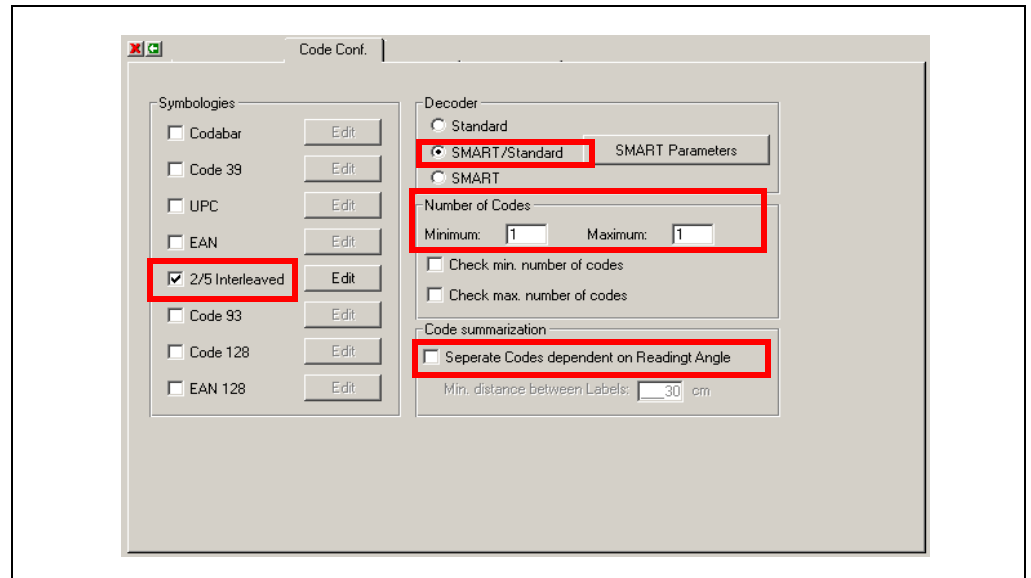 Code Conf.
Symbologies
Codabar Edit
Code 39 Edit
UPC Edit
EAN Edit
2/5 Interleaved Edit
Code 93 Edit
Code 128 Edit
EAN 128 Edit
Decoder
Standard
SMART/Standard SMART Parameters
SMART
Number of Codes
Minimum: 1 Maximum: 1
Check min. number of codes
Check max. number of codes
Code summarization
Seperate Codes dependent on Readingt Angle
Min. distance between Labels: __30 cm